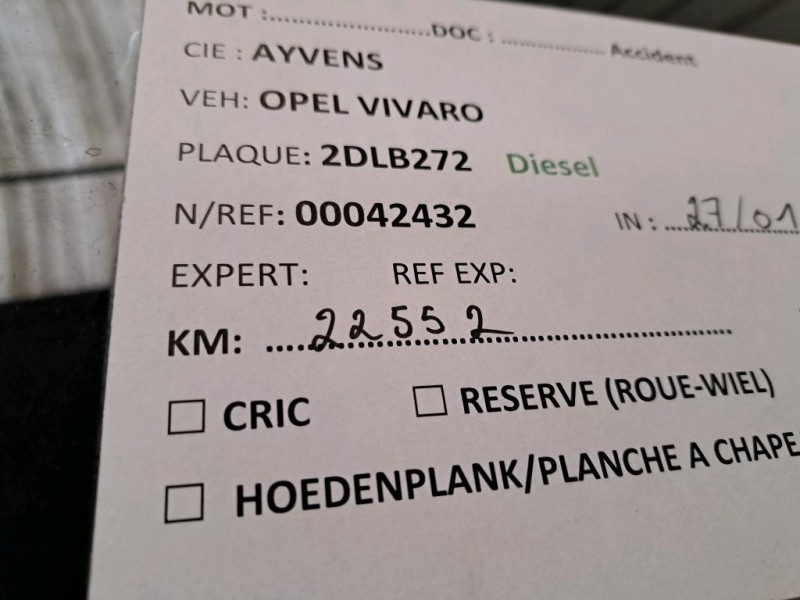 MOT :....................DOC : .................. Accident
CIE : AYVENS
VEH: OPEL VIVARO
PLAQUE: 2DLB272 Diesel
N/REF: 00042432 IN : ....27/01
EXPERT: REF EXP:
KM: .....22552..............................
☐ CRIC ☐ RESERVE (ROUE-WIEL)
☐ HOEDENPLANK/PLANCHE A CHAPE